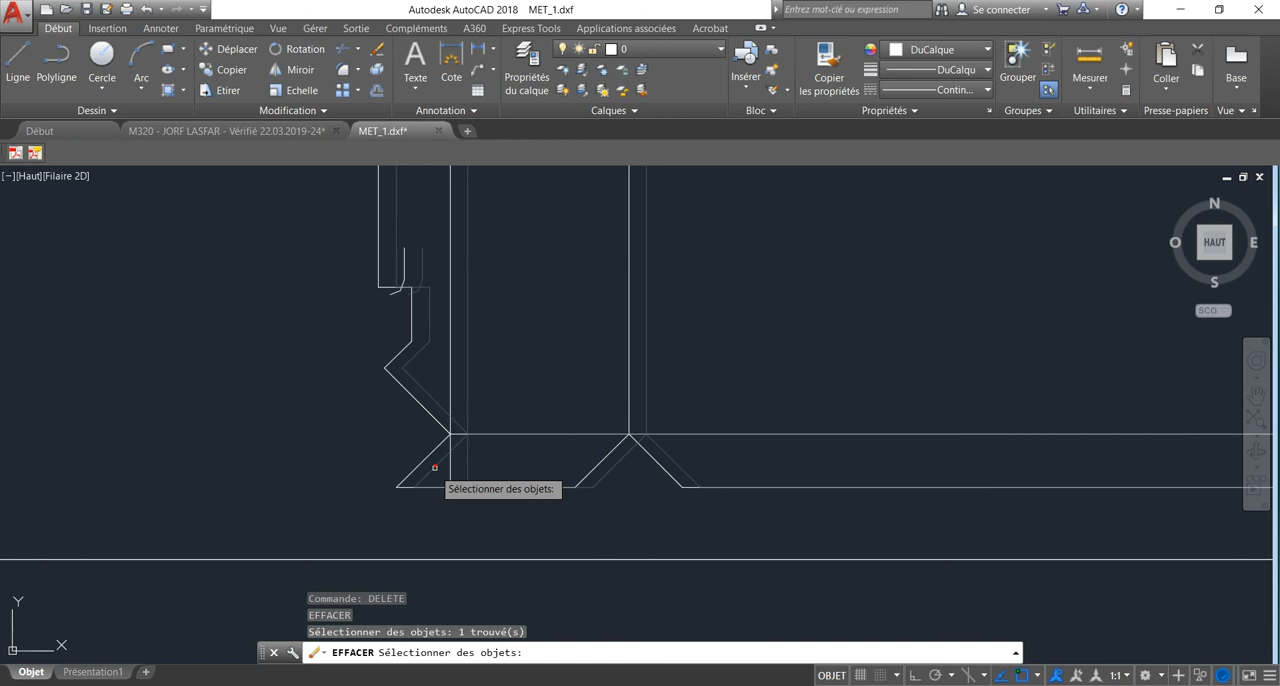 Autodesk AutoCAD 2018 MET_1.dxf
Entrez mot-clé ou expression
Se connecter
Début Insertion Annoter Paramétrique Vue Gérer Sortie Compléments A360 Express Tools Applications associées Acrobat
Ligne Polyligne Cercle Arc
Déplacer Rotation
Copier Miroir
Etirer Echelle
Texte Cote
Propriétés du calque
0
Insérer
Copier les propriétés
DuCalque
DuCalqu
Contin...
Grouper
Mesurer
Coller
Base
Dessin Modification Annotation Calques Bloc Propriétés Groupes Utilitaires Presse-papiers Vue
Début M320 - JORF LASFAR - Vérifié 22.03.2019-24* MET_1.dxf*
[−][Haut][Filaire 2D]
N
O HAUT E
S
SCG
Sélectionner des objets:
Commande: DELETE
EFFACER
Sélectionner des objets: 1 trouvé(s)
EFFACER Sélectionner des objets:
Y
X
Objet Présentation1
OBJET 1:1